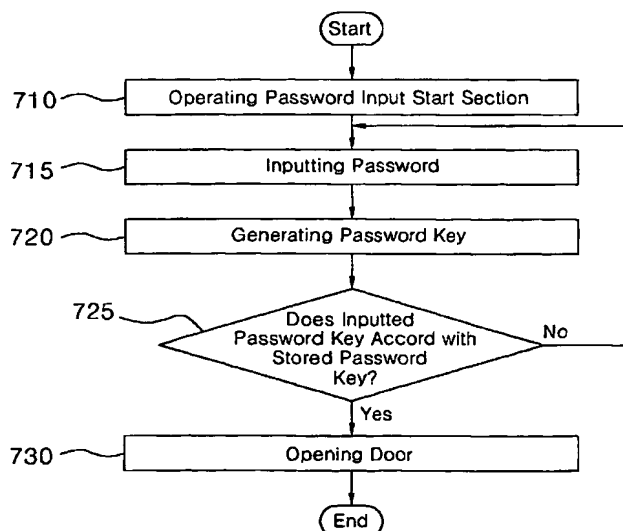 Start
710
Operating Password Input Start Section
715
Inputting Password
720
Generating Password Key
725
Does Inputted
Password Key Accord with
Stored Password
Key?
No
Yes
730
Opening Door
End